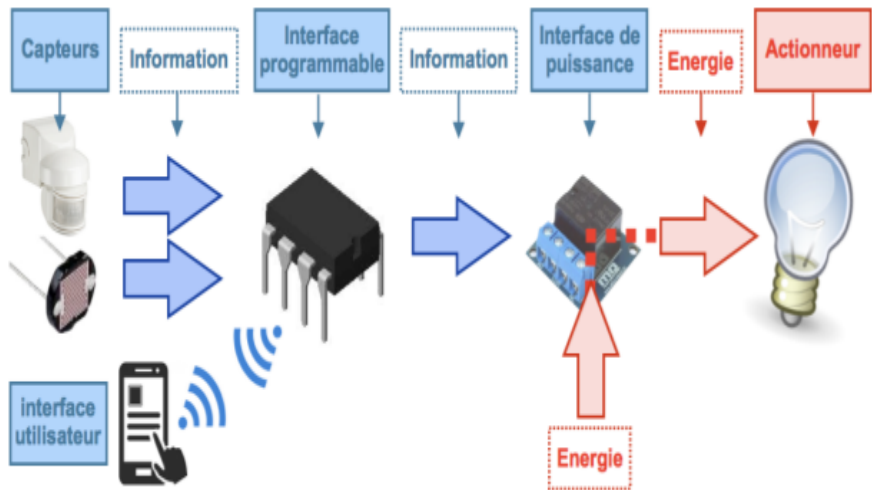 Capteurs
Information
Interface
programmable
Information
Interface de
puissance
Energie
Actionneur
interface
utilisateur
Energie